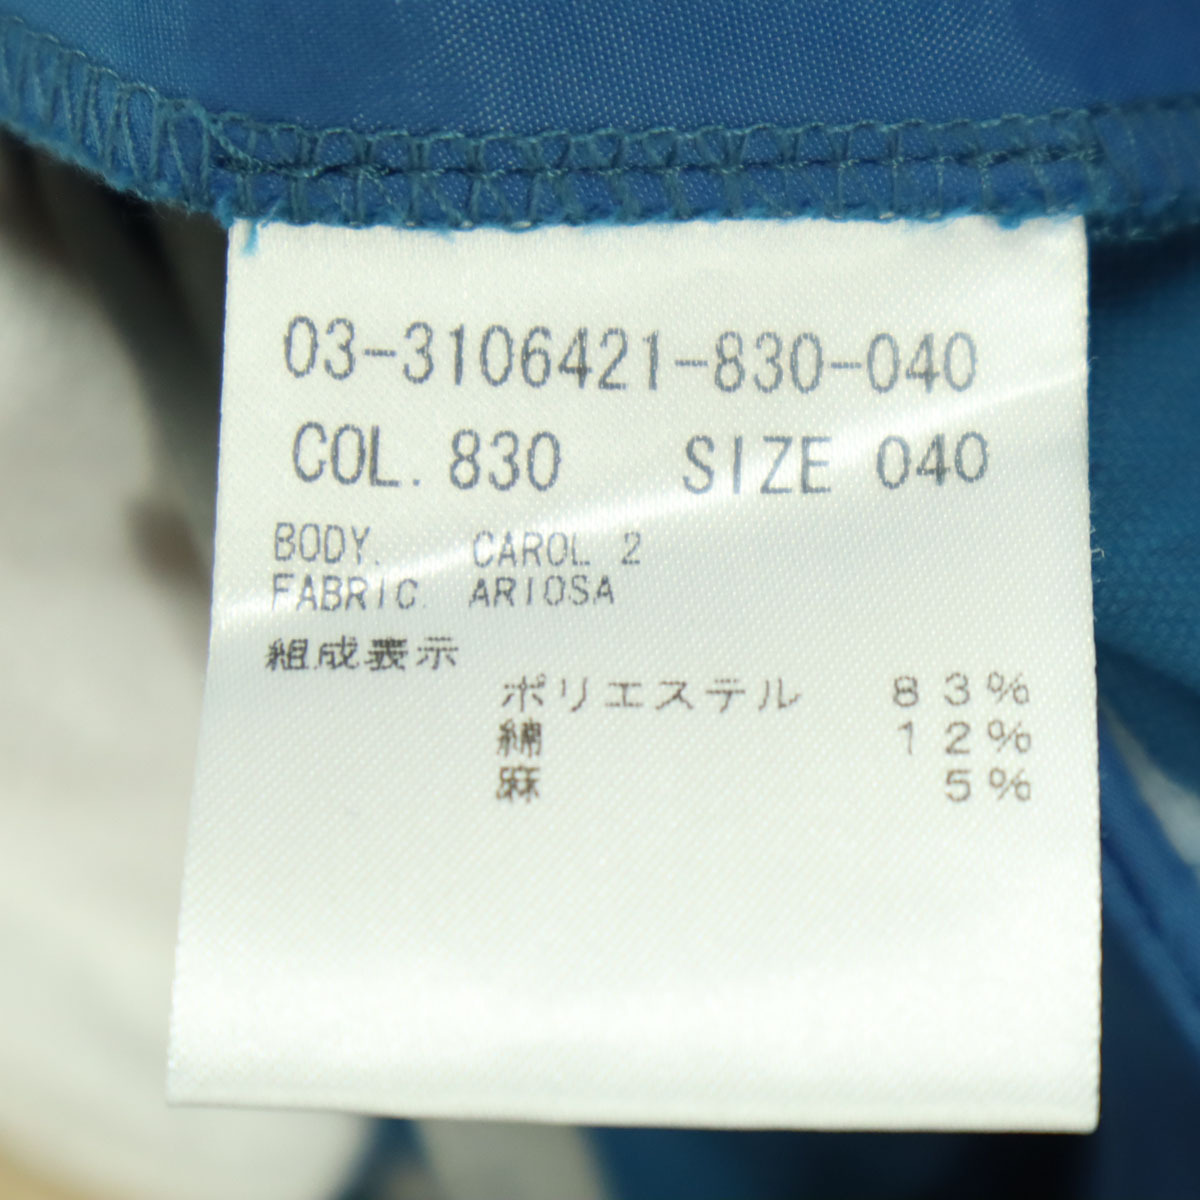 03-3106421-830-040
COL. 830 SIZE 040
BODY. CAROL 2
FABRIC. ARIOSA
組成表示
ポリエステル 83%
綿 12%
麻 5%